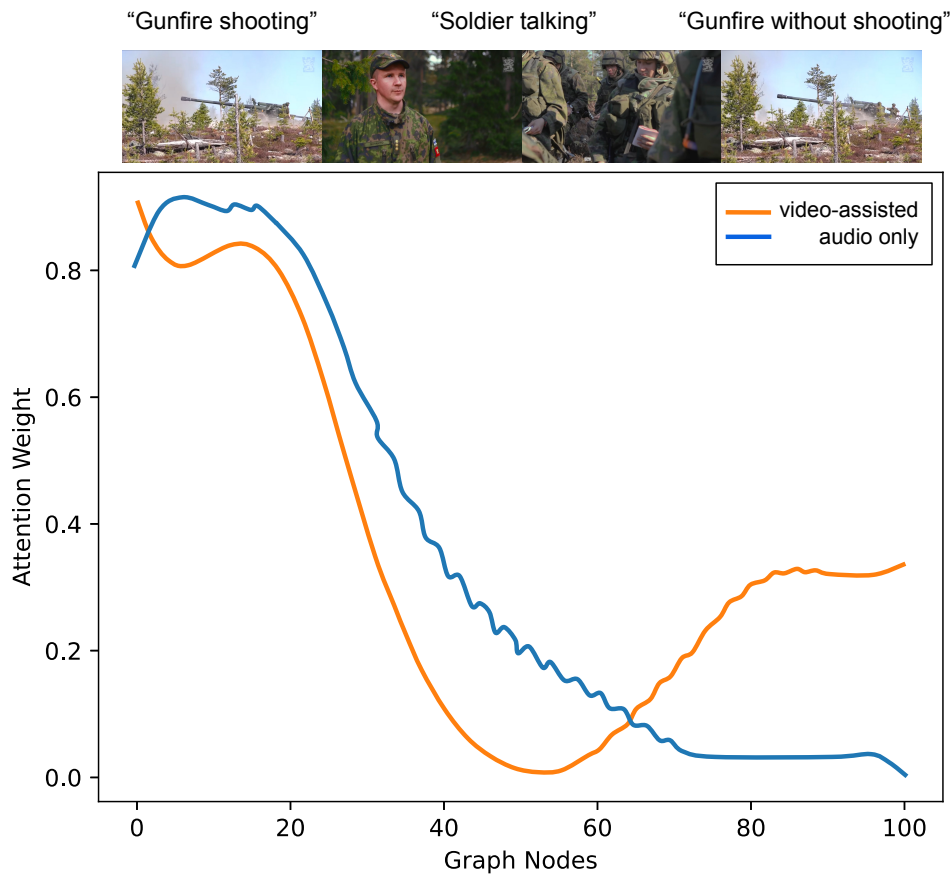 “Gunfire shooting” “Soldier talking” “Gunfire without shooting”
video-assisted
audio only
0.8
0.6
0.4
0.2
0.0
Attention Weight
0 20 40 60 80 100
Graph Nodes